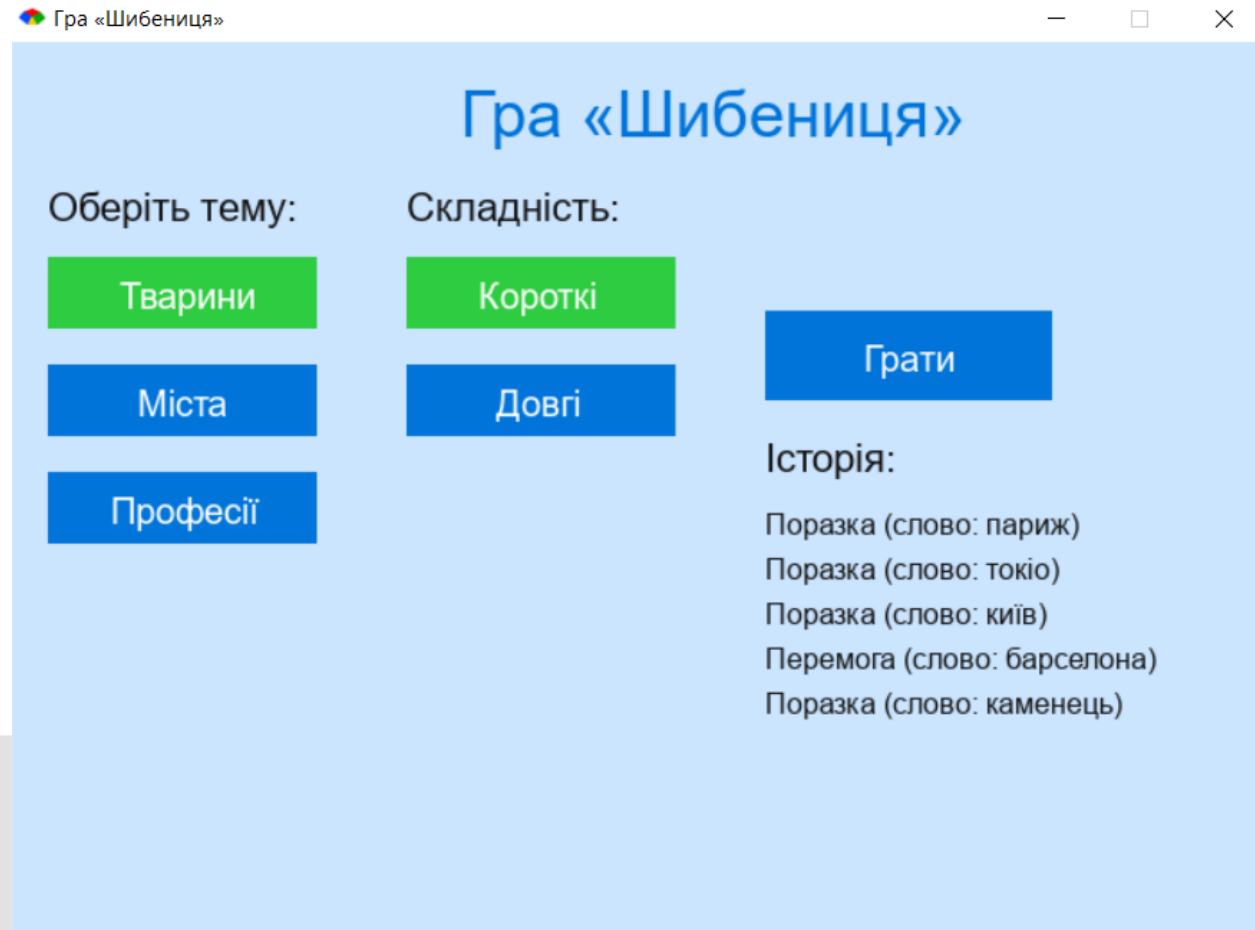 Гра «Шибениця»
Гра «Шибениця»
Оберіть тему:
Складність:
Тварини
Короткі
Міста
Довгі
Професії
Грати
Історія:
Поразка (слово: париж)
Поразка (слово: токіо)
Поразка (слово: київ)
Перемога (слово: барселона)
Поразка (слово: каменець)